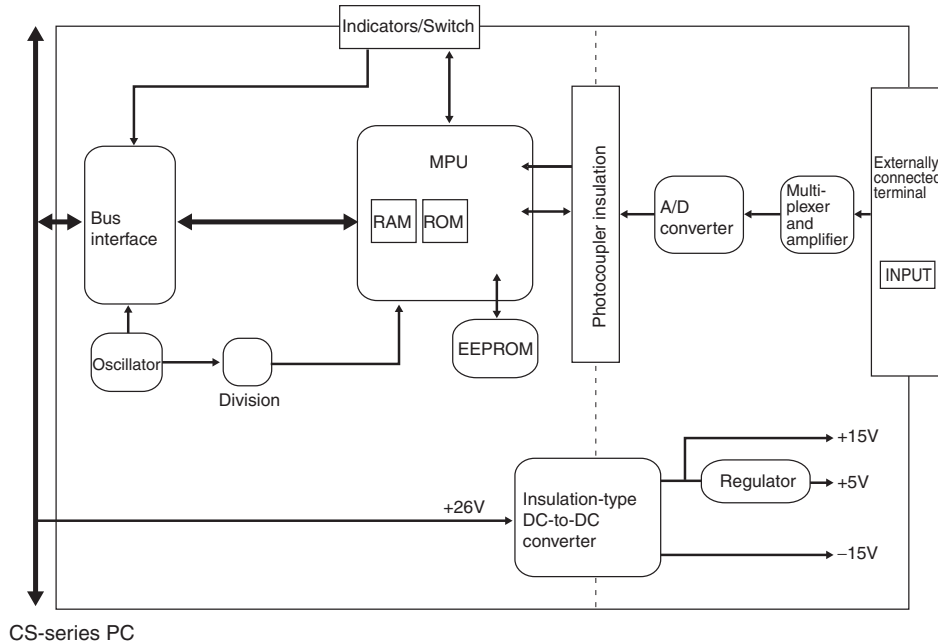 Indicators/Switch
MPU
RAM
ROM
Bus
interface
Oscillator
Division
EEPROM
Photocoupler insulation
A/D
converter
Multi-
plexer
and
amplifier
Externally
connected
terminal
INPUT
+26V
Insulation-type
DC-to-DC
converter
Regulator
+15V
+5V
–15V
CS-series PC